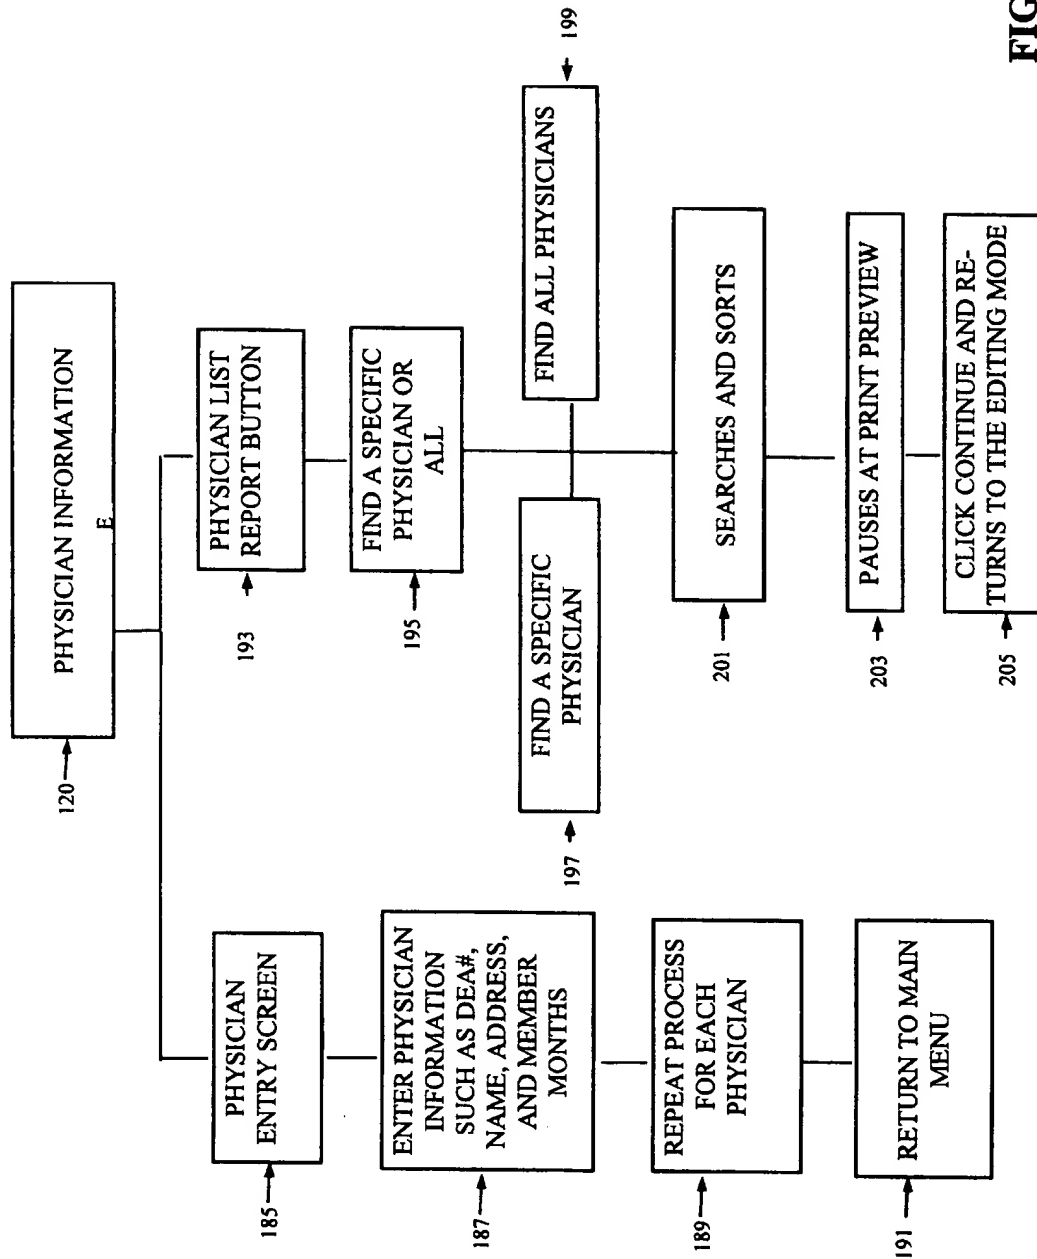 PHYSICIAN INFORMATION
E
120
PHYSICIAN
ENTRY SCREEN
185
ENTER PHYSICIAN
INFORMATION
SUCH AS DEA#,
NAME, ADDRESS,
AND MEMBER
MONTHS
187
REPEAT PROCESS
FOR EACH
PHYSICIAN
189
RETURN TO MAIN
MENU
191
PHYSICIAN LIST
REPORT BUTTON
193
FIND A SPECIFIC
PHYSICIAN OR
ALL
195
FIND A SPECIFIC
PHYSICIAN
197
FIND ALL PHYSICIANS
199
SEARCHES AND SORTS
201
PAUSES AT PRINT PREVIEW
203
CLICK CONTINUE AND RE-
TURNS TO THE EDITING MODE
205
FIG